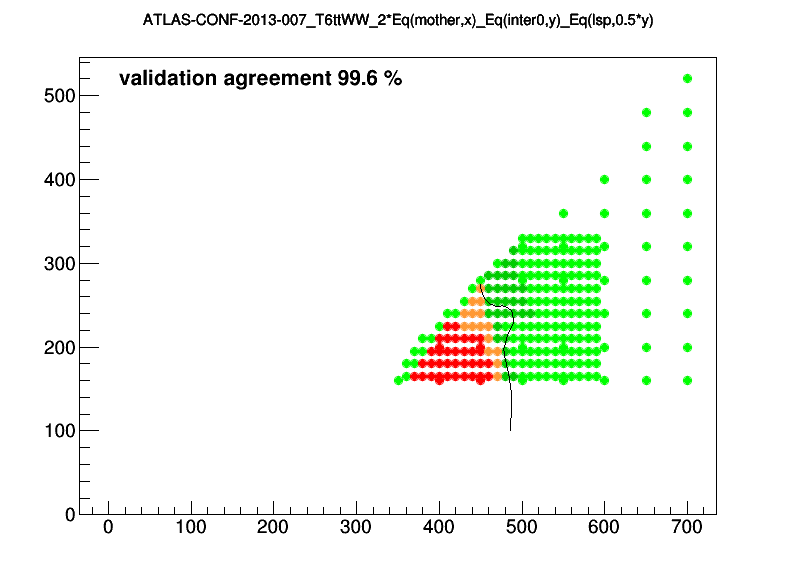 ATLAS-CONF-2013-007_T6ttWW_2*Eq(mother,x)_Eq(inter0,y)_Eq(lsp,0.5*y)
validation agreement 99.6 %
500
400
300
200
100
0
0 100 200 300 400 500 600 700